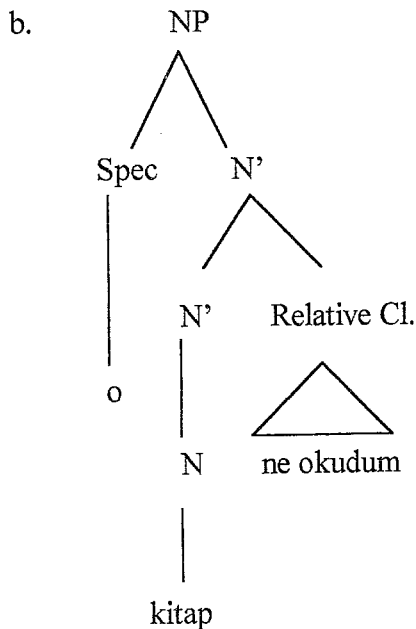 b. NP
Spec N’
N’ Relative Cl.
o
N ne okudum
kitap